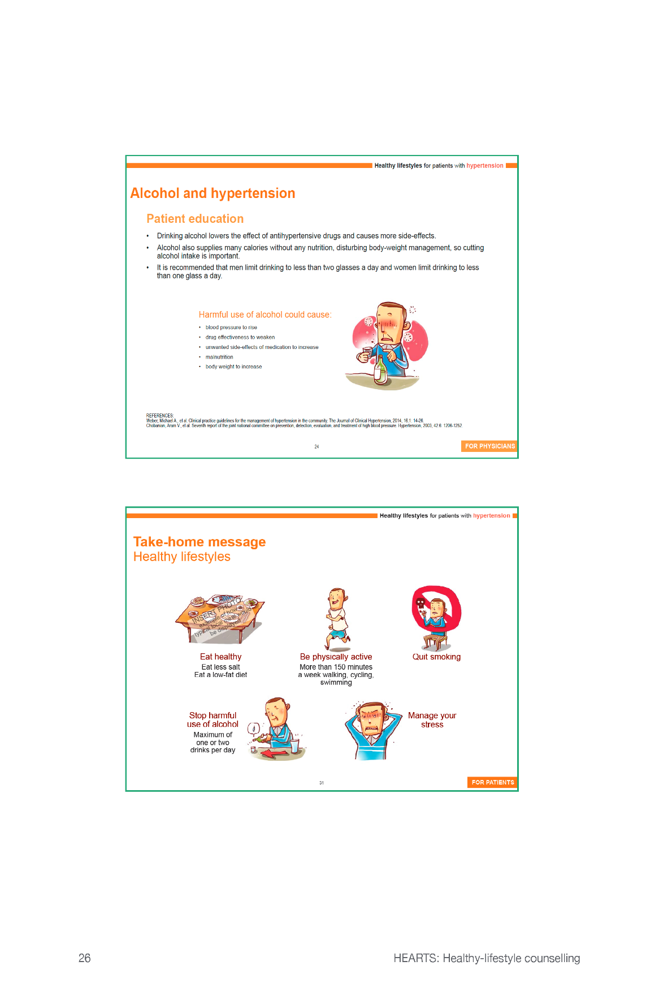 Healthy lifestyles for patients with hypertension
Alcohol and hypertension
Patient education
• Drinking alcohol lowers the effect of antihypertensive drugs and causes more side-effects.
• Alcohol also supplies many calories without any nutrition, disturbing body-weight management, so cutting
alcohol intake is important.
• It is recommended that men limit drinking to less than two glasses a day and women limit drinking to less
than one glass a day.
Harmful use of alcohol could cause:
• blood pressure to rise
• drug effectiveness to weaken
• unwanted side-effects of medication to increase
• malnutrition
• body weight to increase
REFERENCES:
Weber, Michael A., et al. Clinical practice guidelines for the management of hypertension in the community. The Journal of Clinical Hypertension, 2014, 16.1: 14-26.
Chobanian, Aram V., et al. Seventh report of the joint national committee on prevention, detection, evaluation, and treatment of high blood pressure. Hypertension, 2003, 42.6: 1206-1252.
24
FOR PHYSICIANS
Healthy lifestyles for patients with hypertension
Take-home message
Healthy lifestyles
INSERT PHOTO
example of how a
typical local menu would
be displayed
Eat healthy
Eat less salt
Eat a low-fat diet
Be physically active
More than 150 minutes
a week walking, cycling,
swimming
Quit smoking
Stop harmful
use of alcohol
Maximum of
one or two
drinks per day
Manage your
stress
31
FOR PATIENTS
26
HEARTS: Healthy-lifestyle counselling